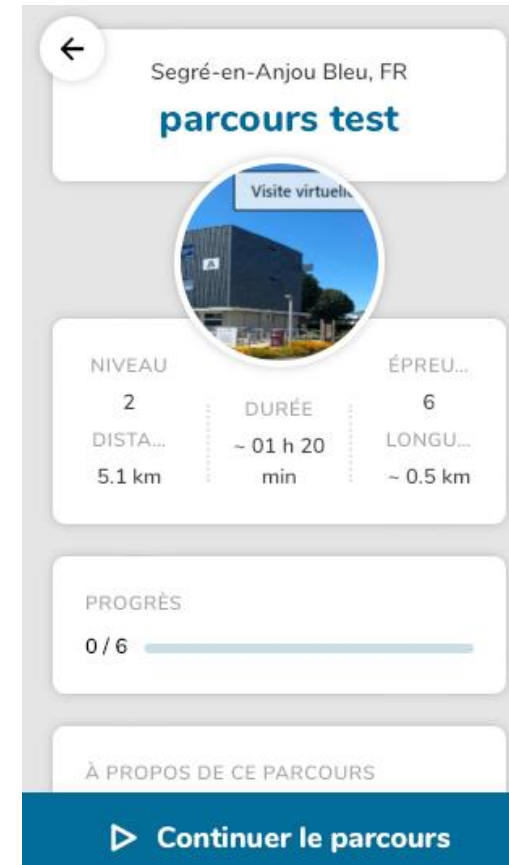 Segré-en-Anjou Bleu, FR
parcours test
Visite virtuelle
A
NIVEAU
2
DISTA...
5.1 km
DURÉE
~ 01 h 20
min
ÉPREU...
6
LONGU...
~ 0.5 km
PROGRÈS
0 / 6
À PROPOS DE CE PARCOURS
Continuer le parcours